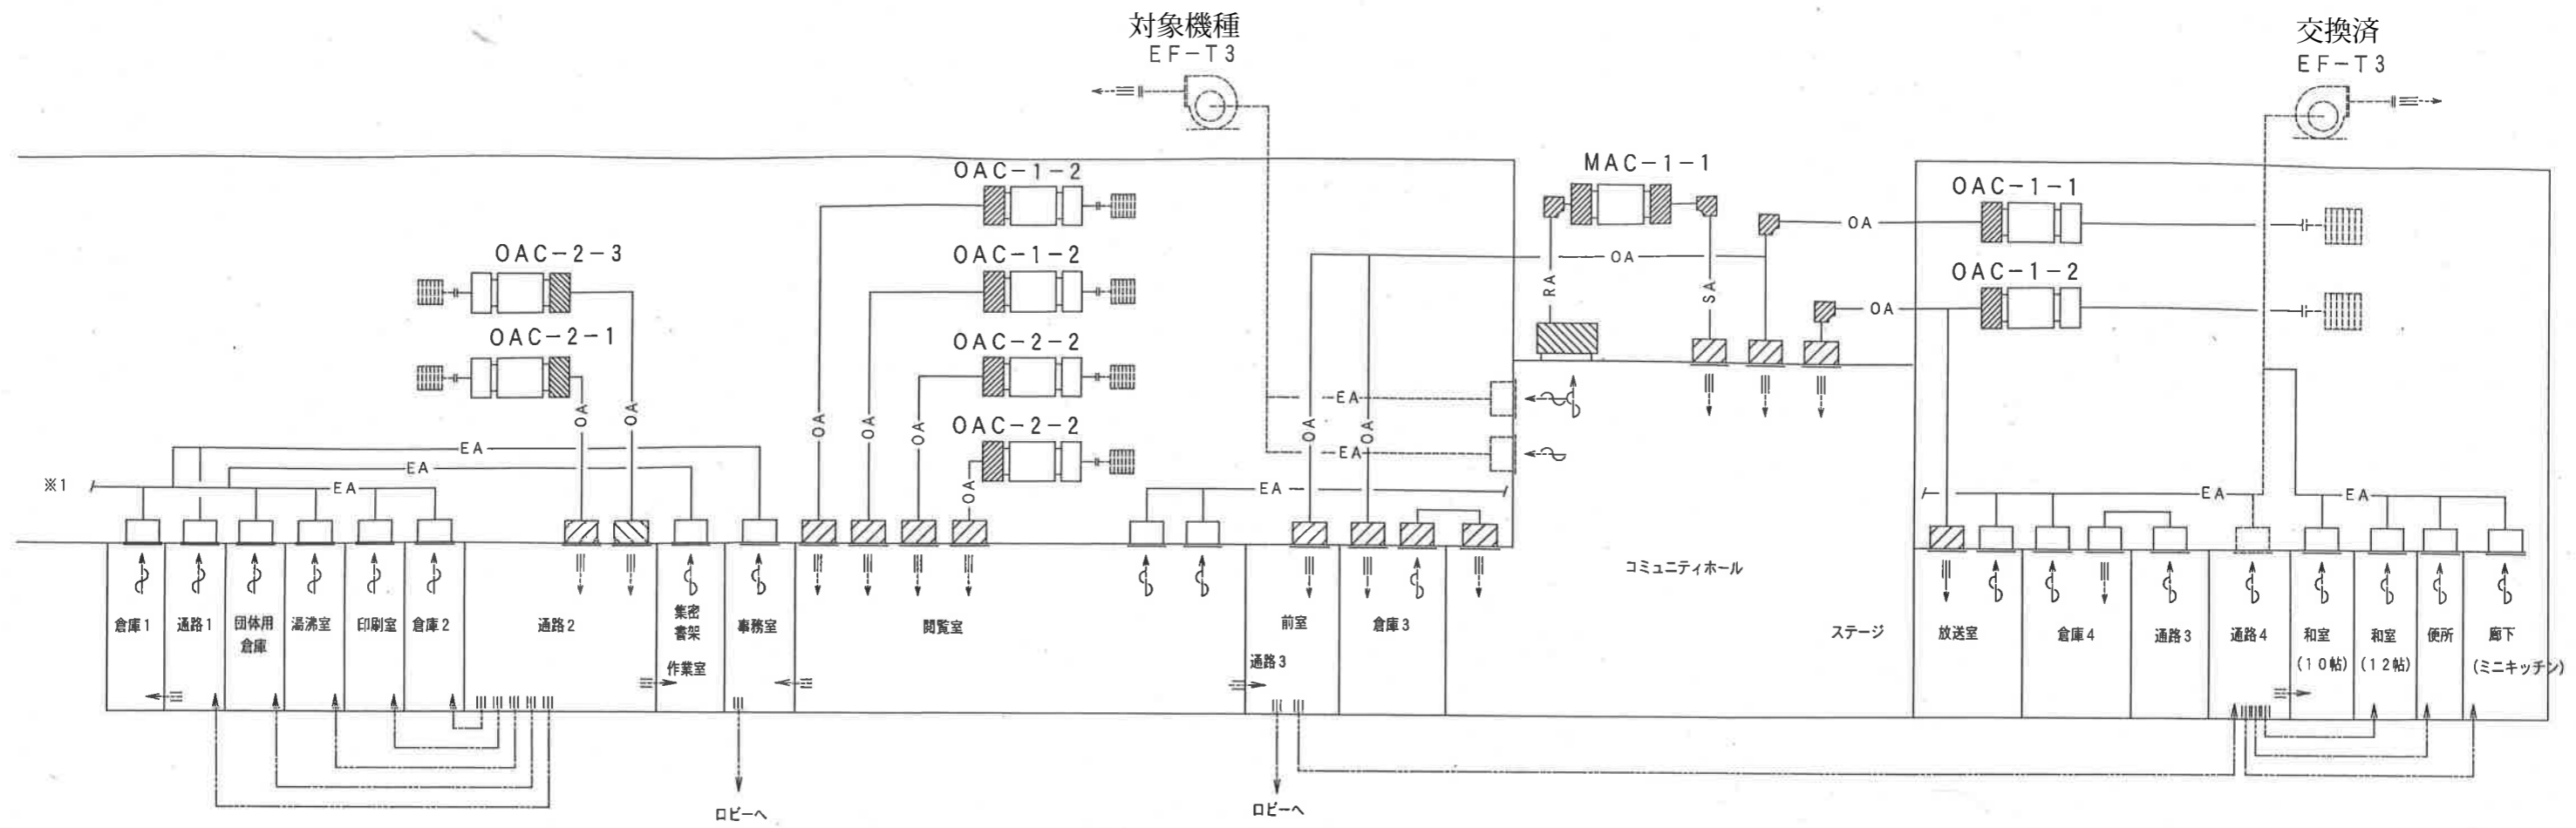 対象機種
EF-T3
交換済
EF-T3
OAC-1-2
MAC-1-1
OAC-1-1
OA
OAC-2-3
OAC-1-2
OA
RA
SA
OAC-1-2
OA
OAC-2-1
OAC-2-2
OA
OA
OA
OA
OA
EA
OA
OA
OAC-2-2
EA
EA
EA
OA
※1
EA
EA
EA
EA
倉庫1
通路1
団体用
倉庫
湯沸室
印刷室
倉庫2
通路2
集密
書架
作業室
事務室
閲覧室
前室
通路3
倉庫3
コミュニティホール
ステージ
放送室
倉庫4
通路3
通路4
和室
(10帖)
和室
(12帖)
便所
廊下
(ミニキッチン)
ロビーへ
ロビーへ